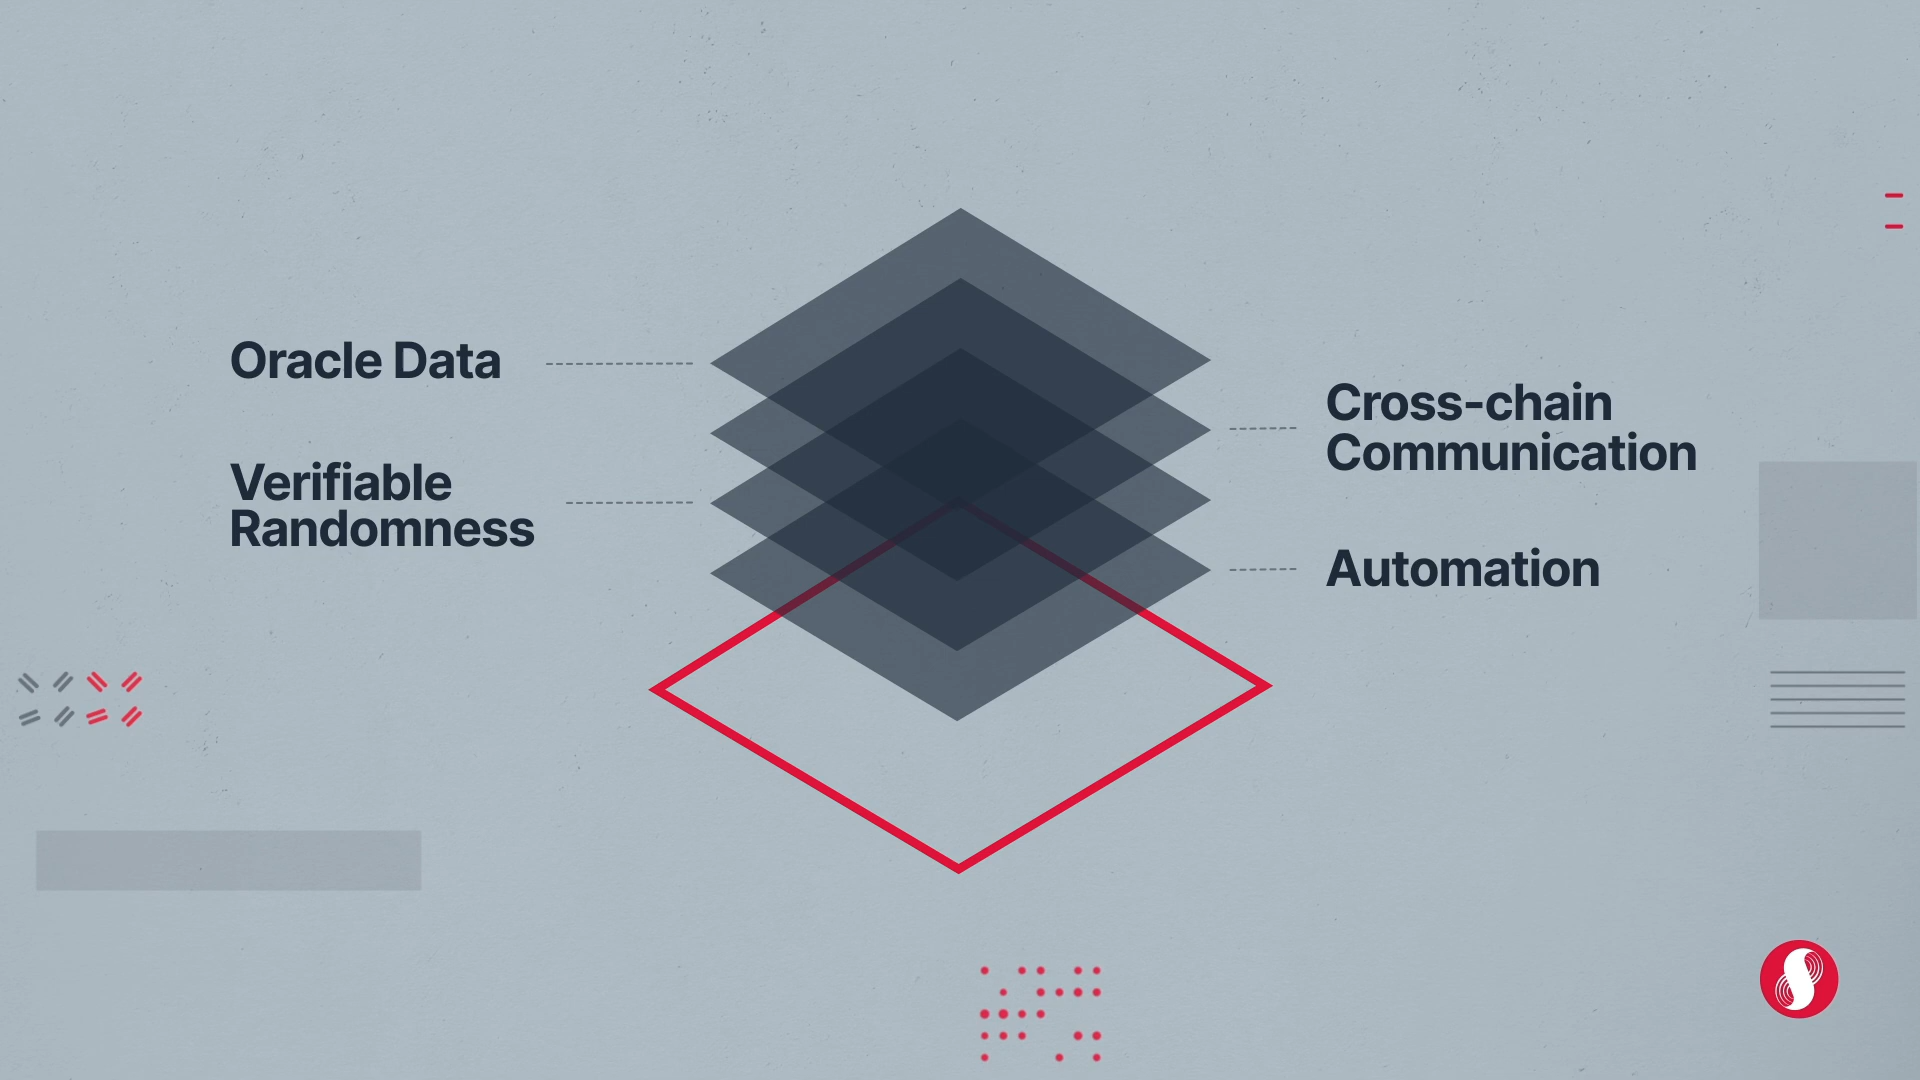 Oracle Data
Verifiable
Randomness
Cross-chain
Communication
Automation